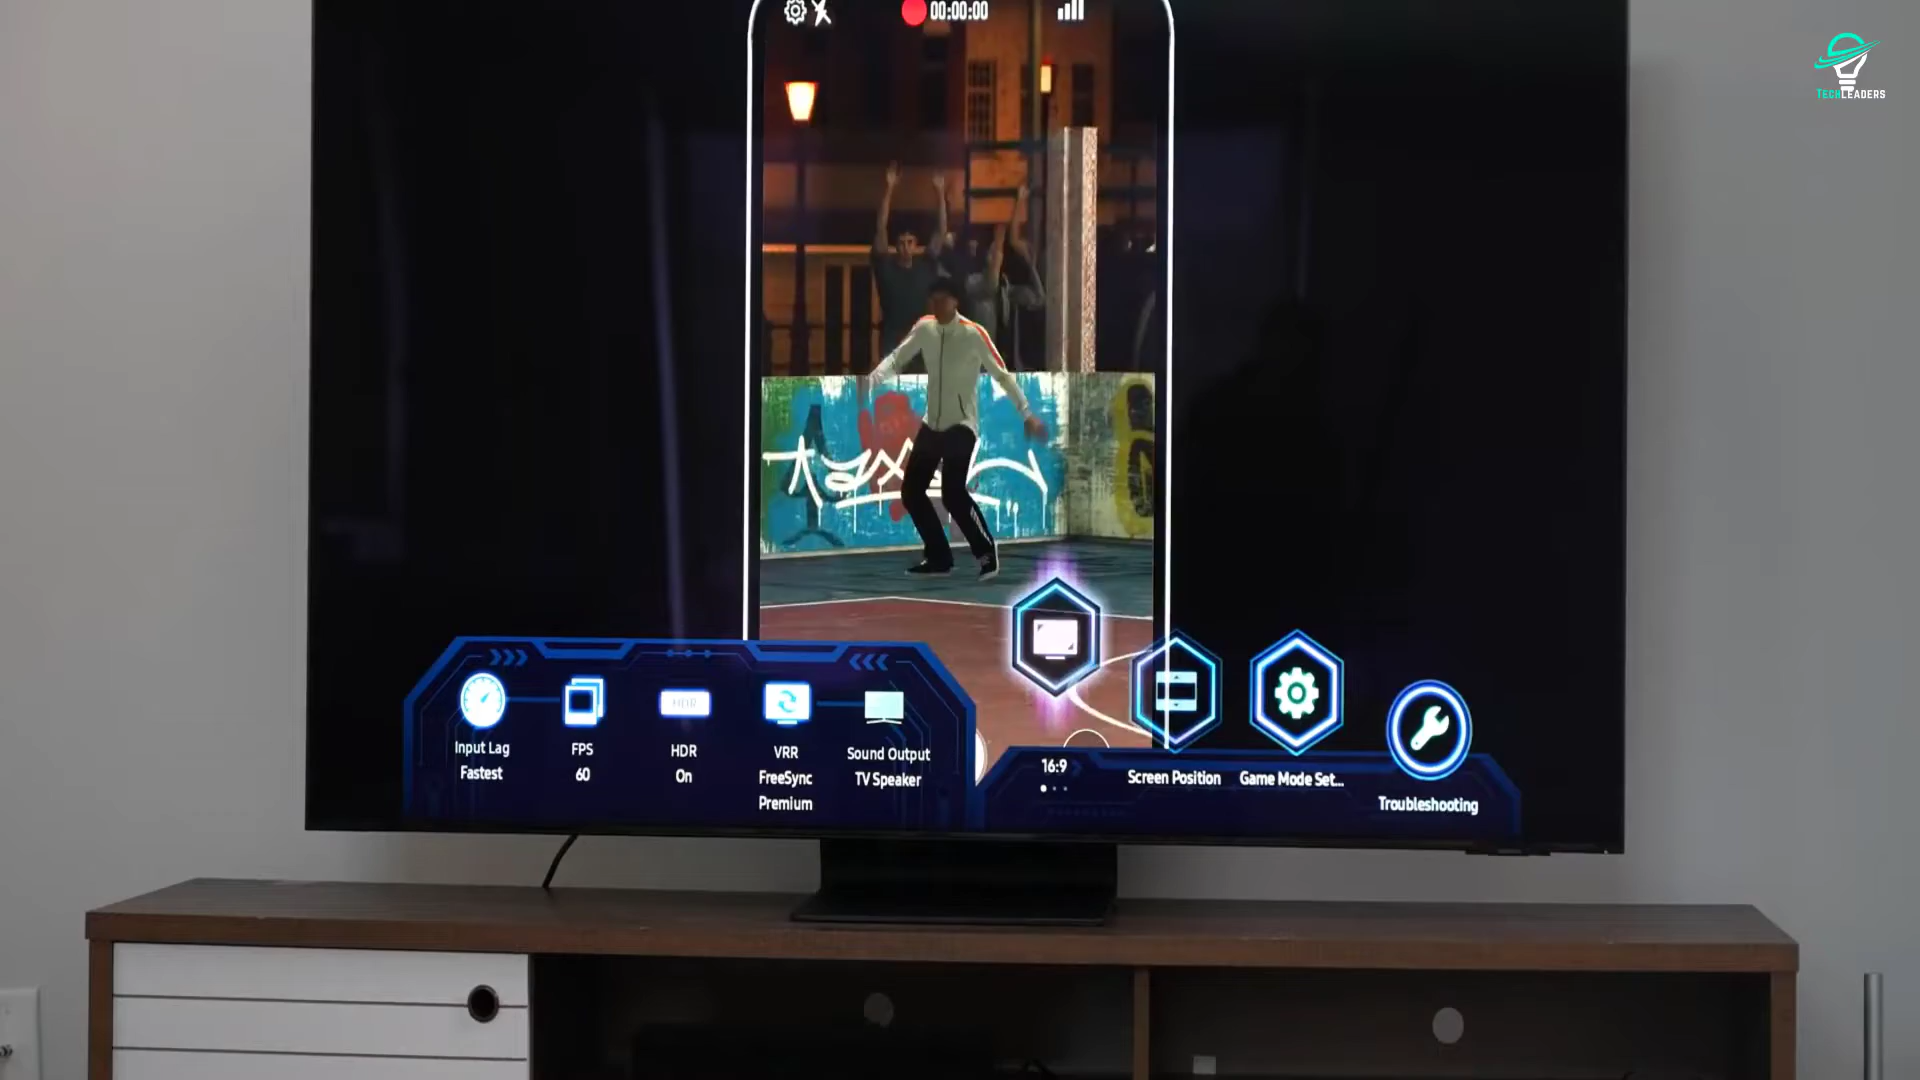 00:00:00
TECHLEADERS
Input Lag
Fastest
FPS
60
HDR
HDR
On
VRR
FreeSync
Premium
Sound Output
TV Speaker
16:9
Screen Position
Game Mode Set...
Troubleshooting